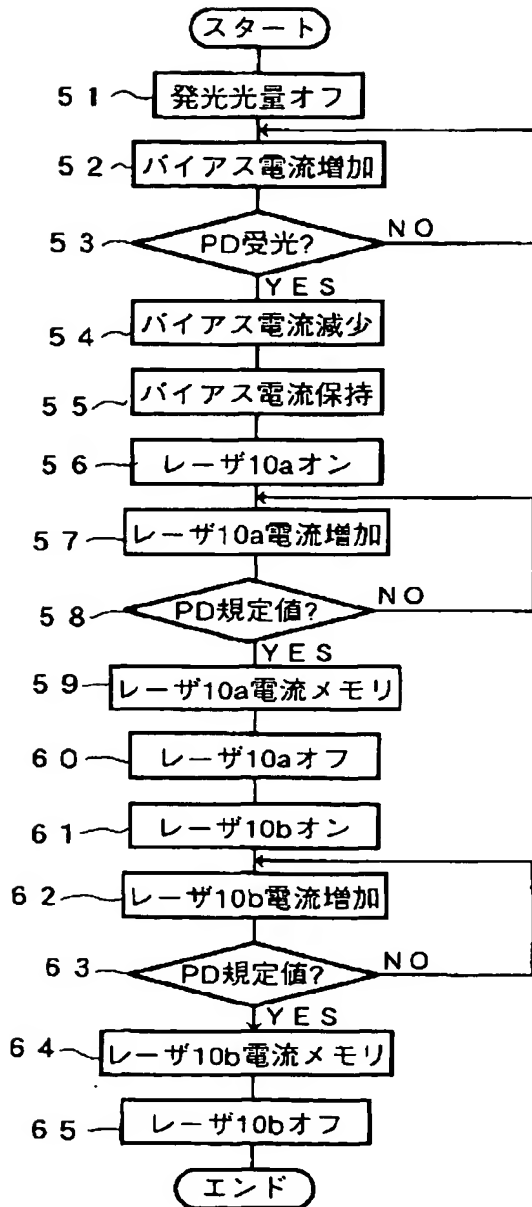 スタート
51 発光光量オフ
52 バイアス電流増加
53 PD受光? NO
YES
54 バイアス電流減少
55 バイアス電流保持
56 レーザ10aオン
57 レーザ10a電流増加
58 PD規定値? NO
YES
59 レーザ10a電流メモリ
60 レーザ10aオフ
61 レーザ10bオン
62 レーザ10b電流増加
63 PD規定値? NO
YES
64 レーザ10b電流メモリ
65 レーザ10bオフ
エンド